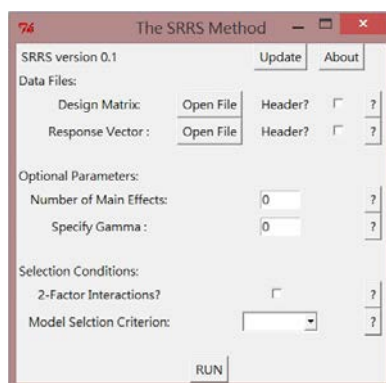 76 The SRRS Method
SRRS version 0.1 Update About
Data Files:
Design Matrix: Open File Header? ?
Response Vector : Open File Header? ?
Optional Parameters:
Number of Main Effects: 0 ?
Specify Gamma : 0 ?
Selection Conditions:
2-Factor Interactions? ?
Model Selction Criterion: ?
RUN